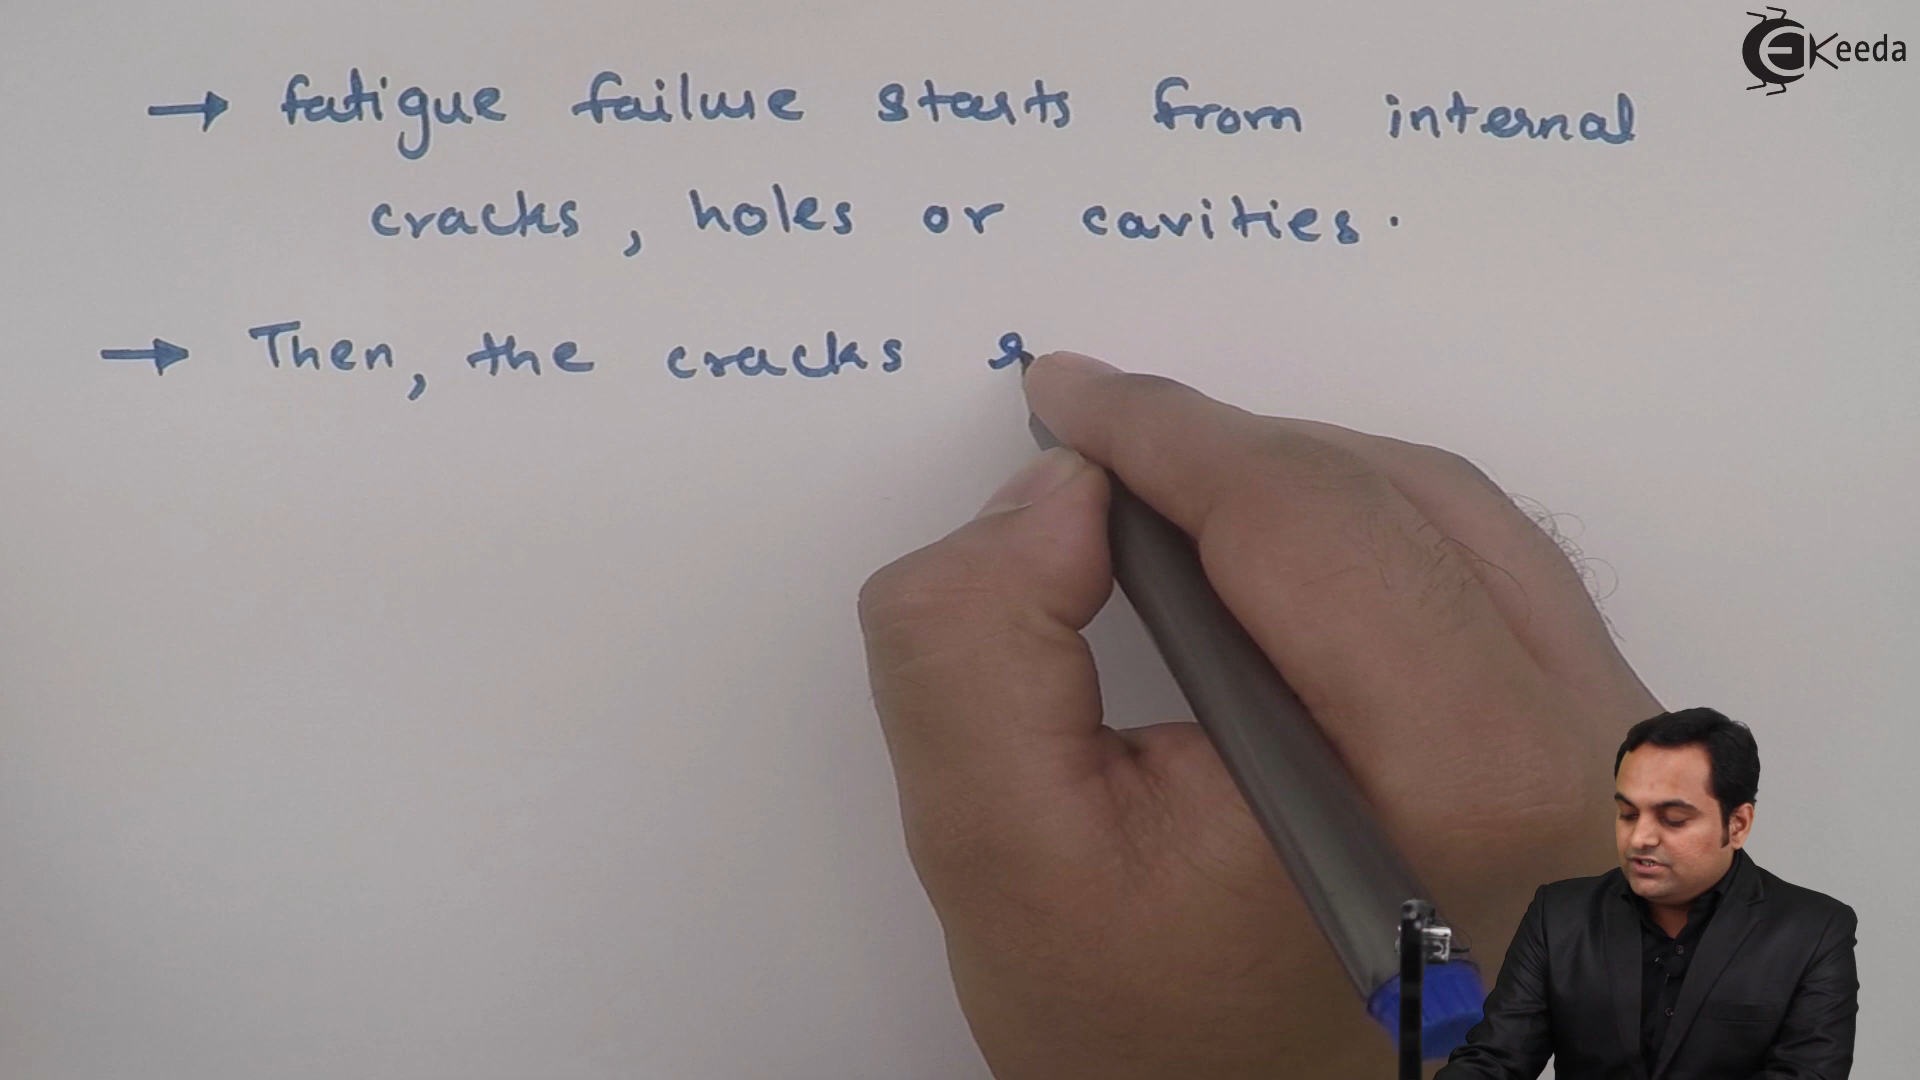 Keeda
→ fatigue failure starts from internal
cracks, holes or cavities.
→ Then, the cracks